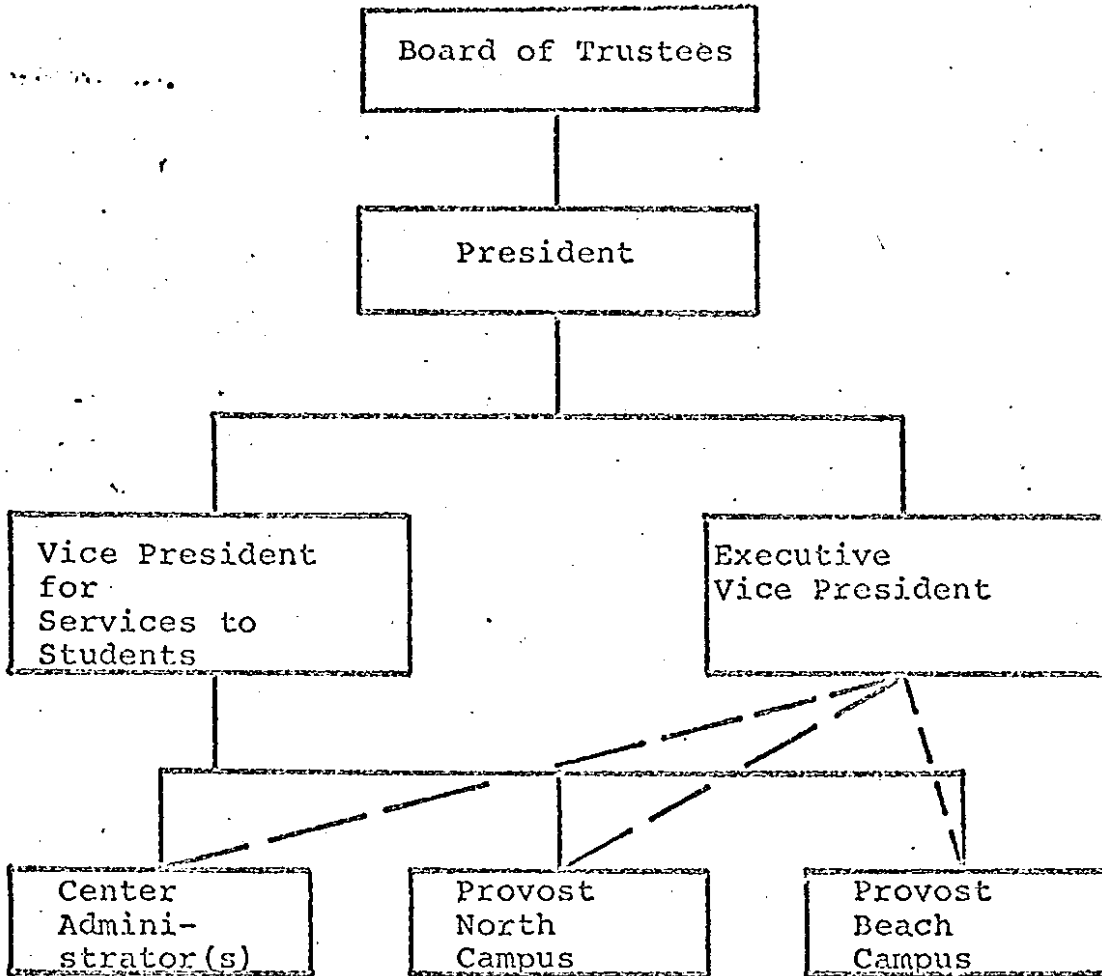 Board of Trustees
President
Vice President
for
Services to
Students
Executive
Vice President
Center
Admini-
strator(s)
Provost
North
Campus
Provost
Beach
Campus